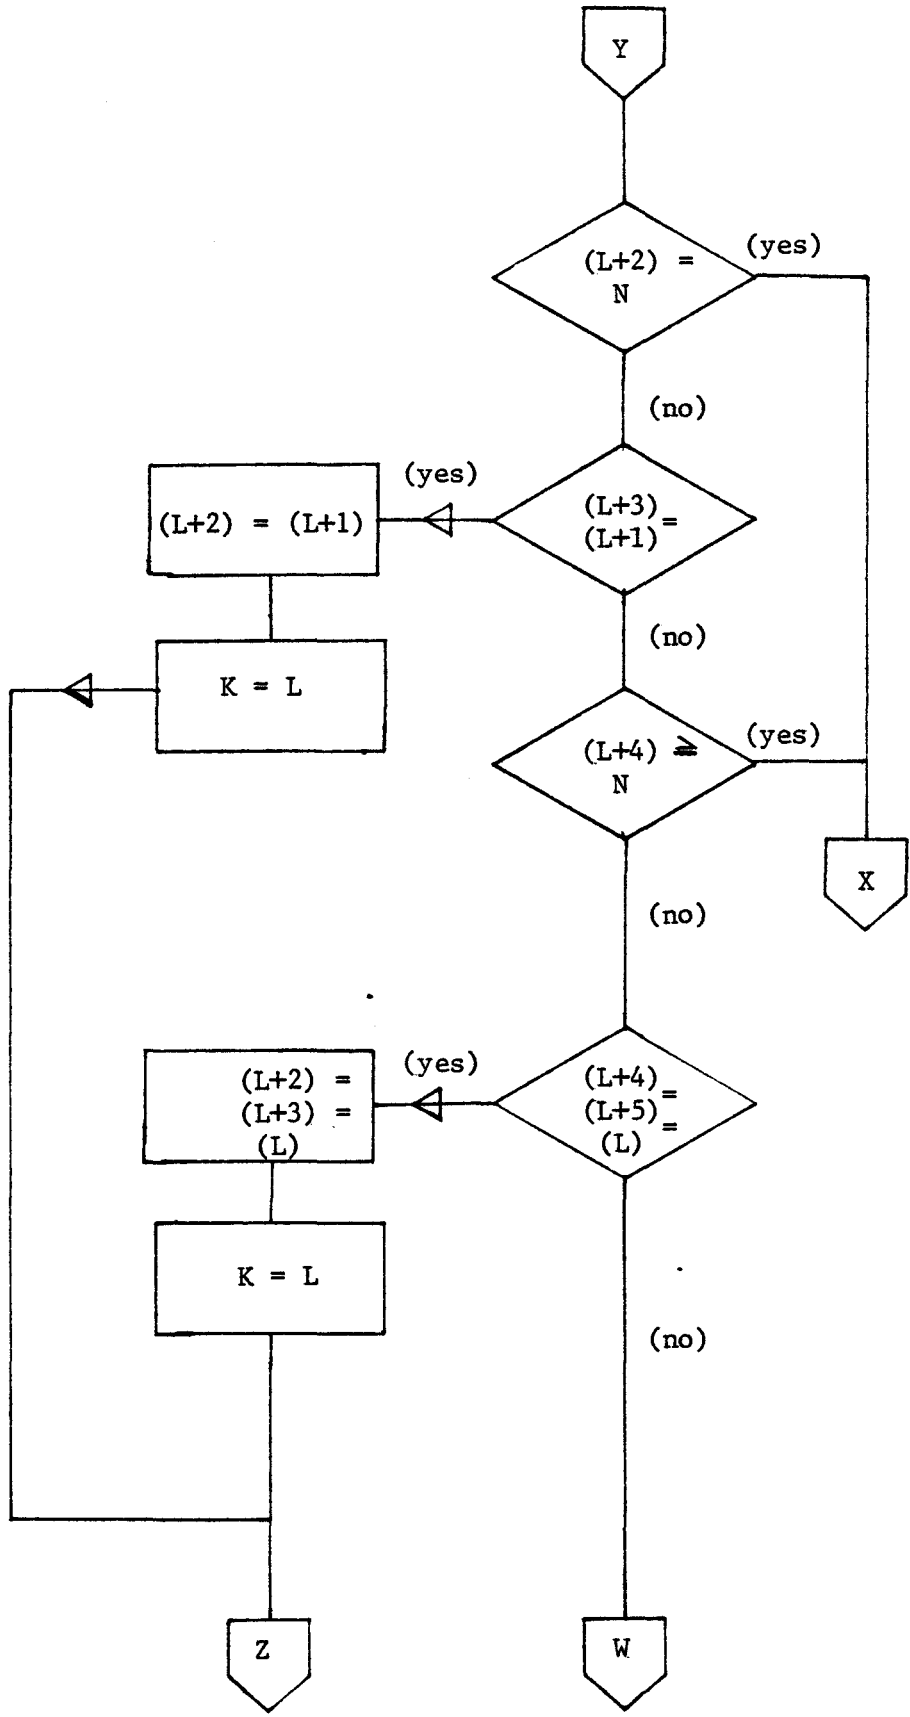 Y
(yes)
(L+2) =
N
(no)
(yes)
(L+2) = (L+1)
(L+3) =
(L+1)
(no)
K = L
(yes)
(L+4) ≥
N
X
(no)
(yes)
(L+2) =
(L+3) =
(L)
(L+4) =
(L+5) =
(L)
K = L
(no)
Z
W